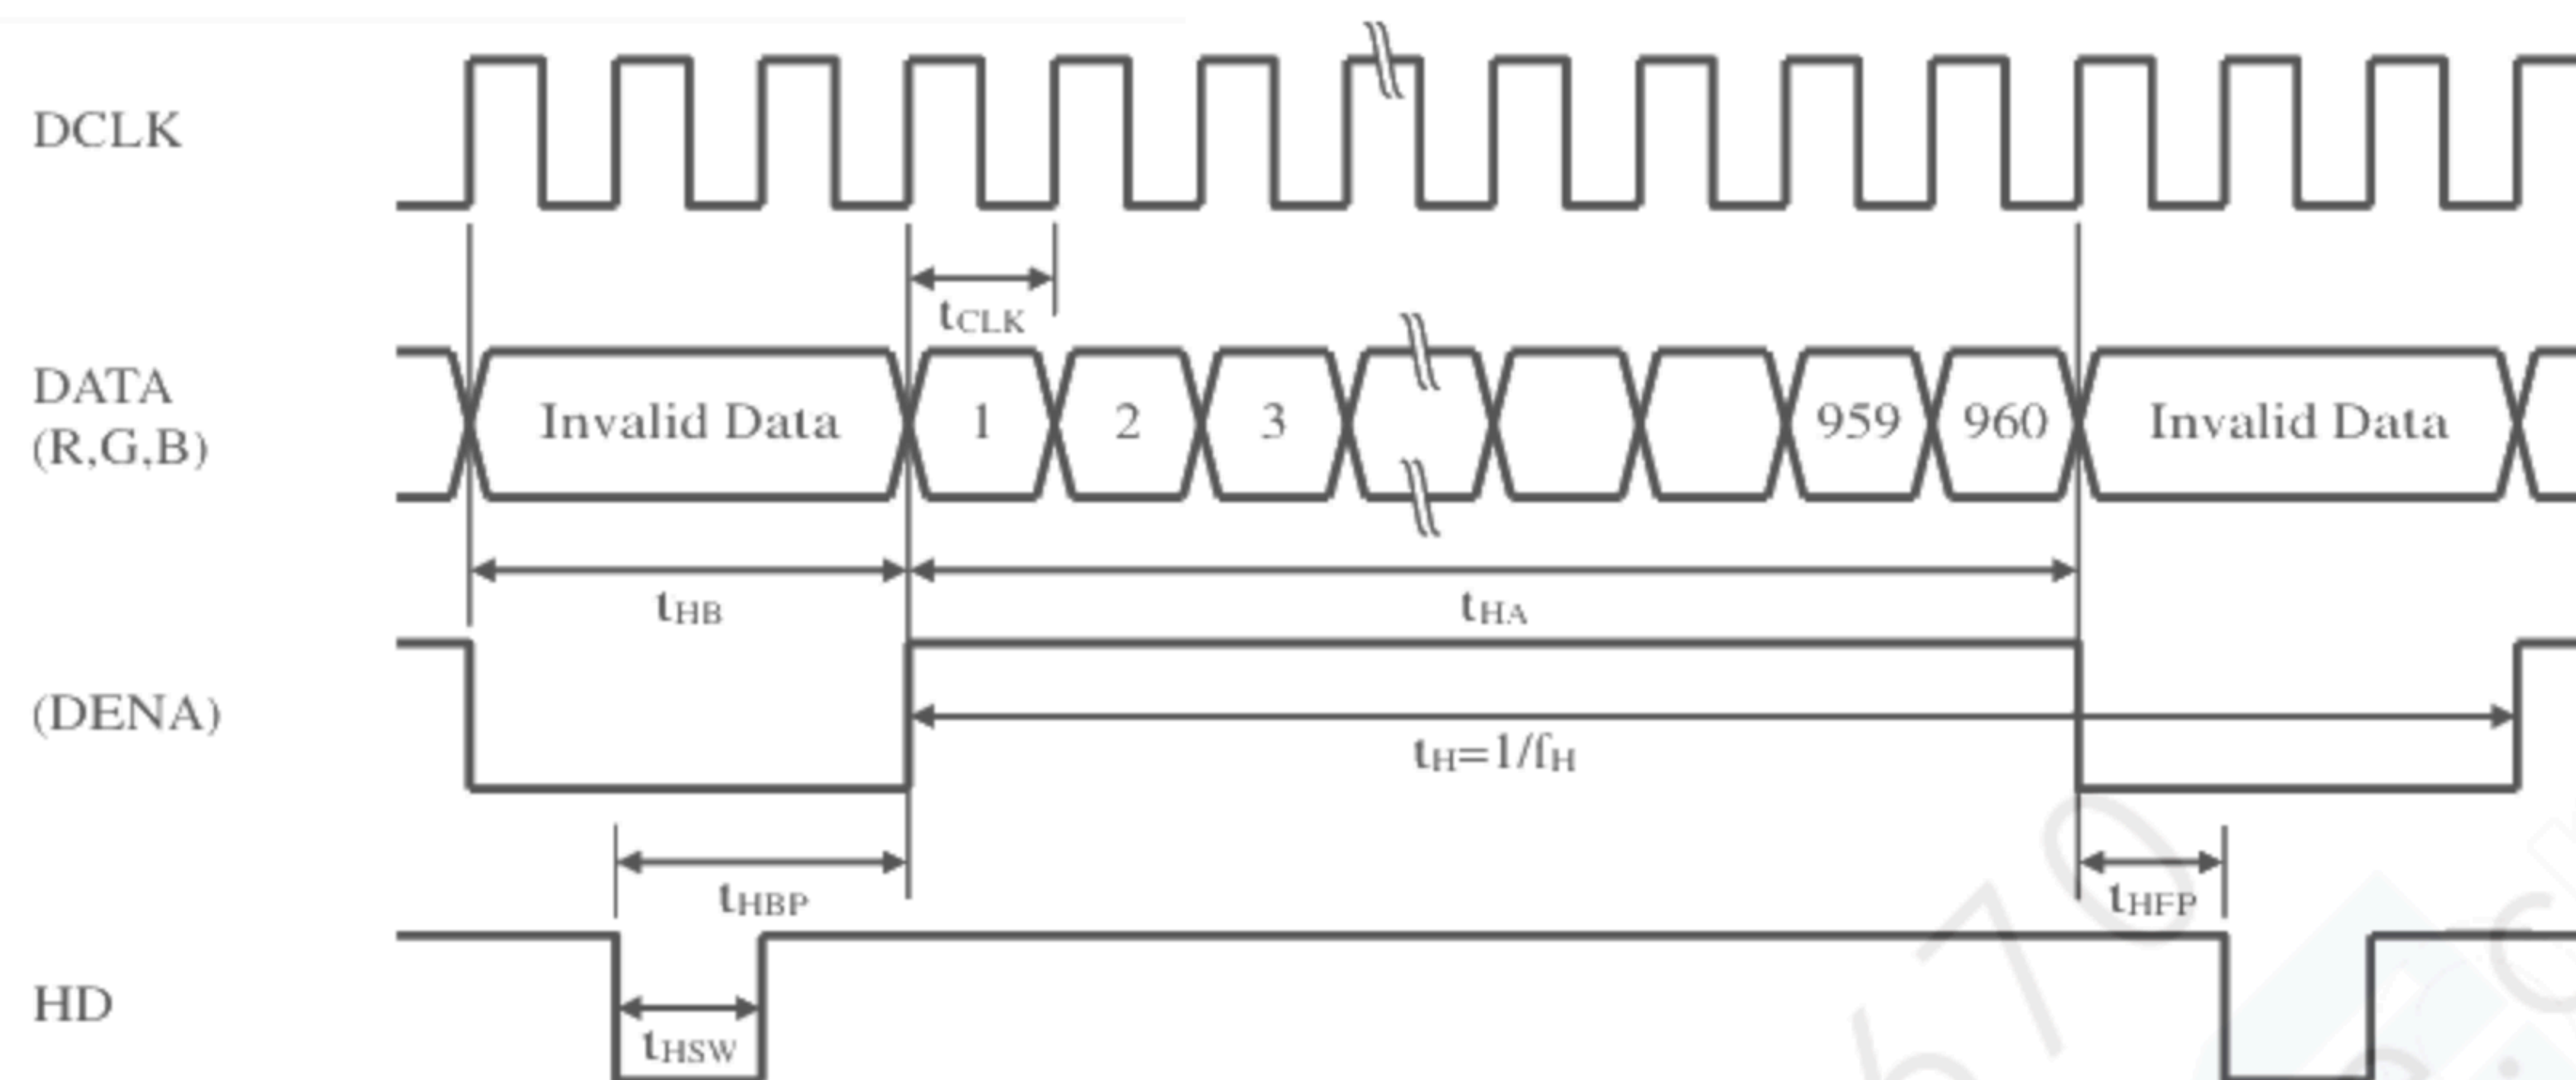 DCLK
tCLK
DATA
(R,G,B)
Invalid Data 1 2 3 959 960 Invalid Data
tHB tHA
(DENA)
tH=1/fH
tHBP tHFP
HD
tHSW
670